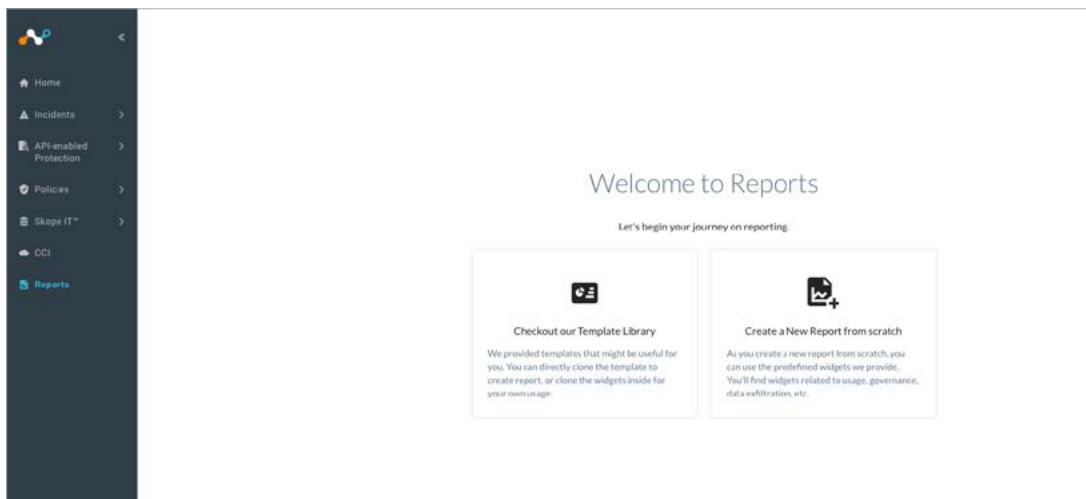 Home
Incidents
API-enabled
Protection
Policies
Skope IT™
CCI
Reports
Welcome to Reports
Let's begin your journey on reporting.
Checkout our Template Library
We provided templates that might be useful for
you. You can directly clone the template to
create report, or clone the widgets inside for
your own usage.
Create a New Report from scratch
As you create a new report from scratch, you
can use the predefined widgets we provide.
You'll find widgets related to usage, governance,
data exfiltration, etc.